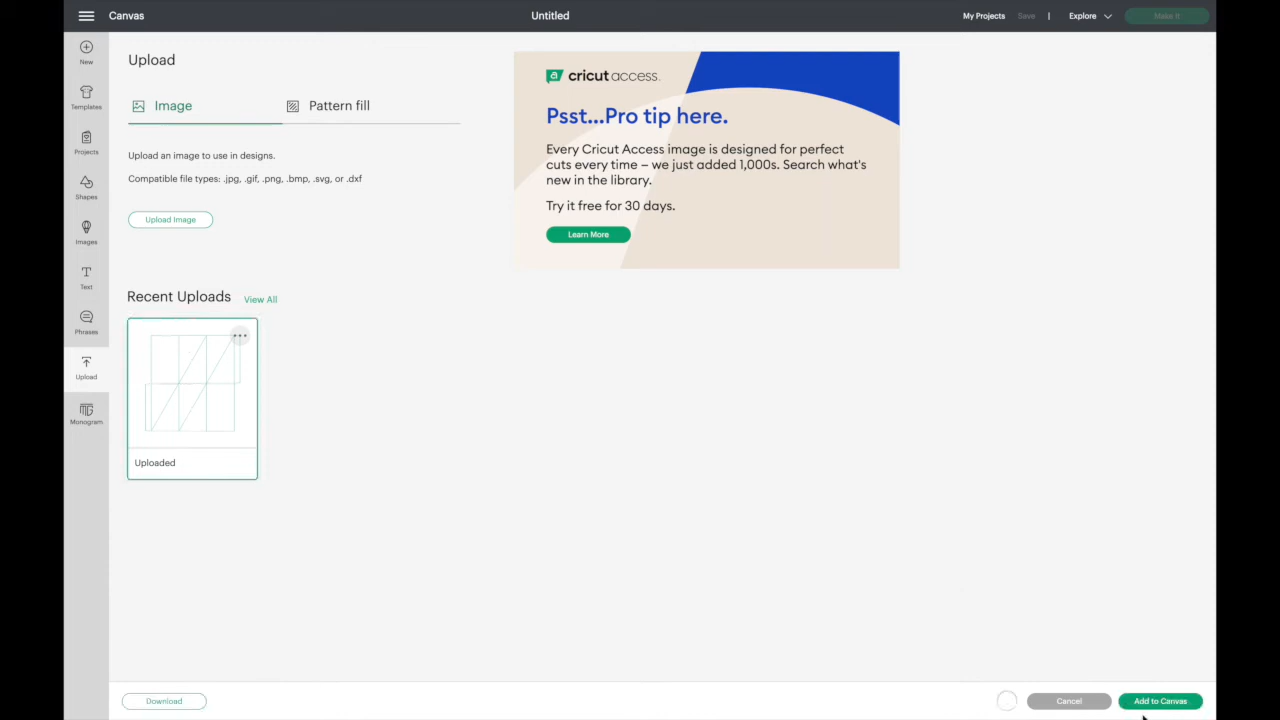 Canvas
Untitled
My Projects
Save
|
Explore
Make It
New
Templates
Projects
Shapes
Images
Text
Phrases
Upload
Monogram
Upload
Image
Pattern fill
Upload an image to use in designs.
Compatible file types: .jpg, .gif, .png, .bmp, .svg, or .dxf
Upload Image
cricut access.
Psst...Pro tip here.
Every Cricut Access image is designed for perfect
cuts every time – we just added 1,000s. Search what's
new in the library.
Try it free for 30 days.
Learn More
Recent Uploads
View All
Uploaded
Download
Cancel
Add to Canvas